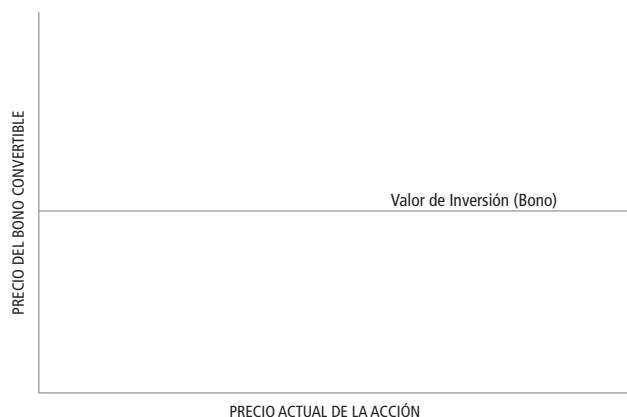 PRECIO DEL BONO CONVERTIBLE
Valor de Inversión (Bono)
PRECIO ACTUAL DE LA ACCIÓN